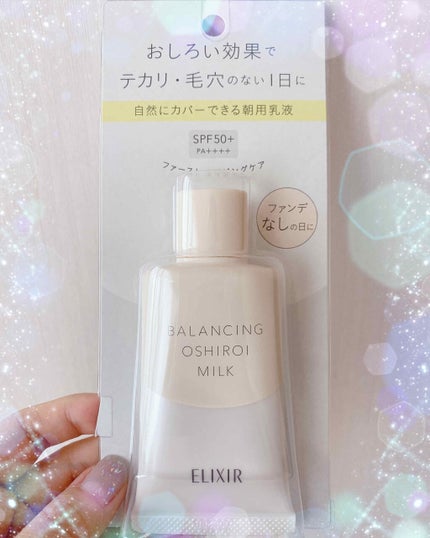 おしろい効果で
テカリ・毛穴のない1日に
自然にカバーできる朝用乳液
SPF50+
PA++++
ファンデ
なしの日に
BALANCING
OSHIROI
MILK
ELIXIR